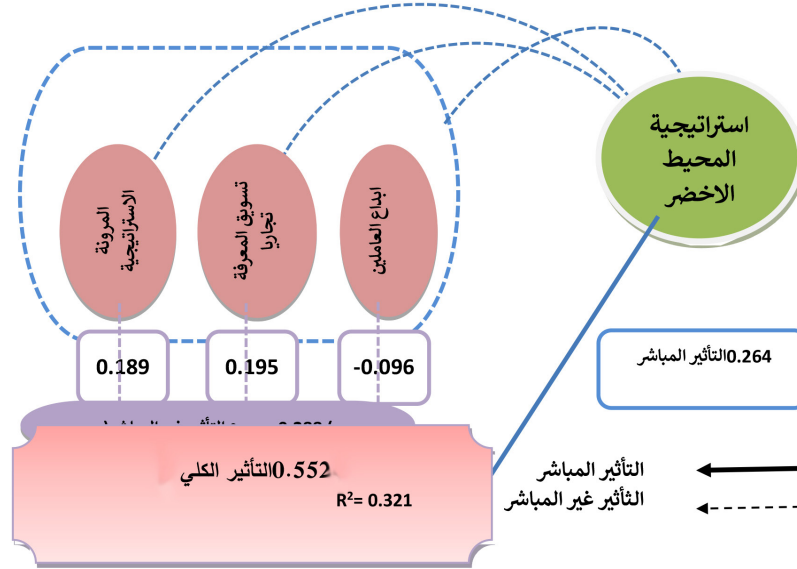 استراتيجية
المحيط
الاخضر
المرونة
الاستراتيجية
تسويق المعرفة
تجاريا
ابداع العاملين
0.189
0.195
-0.096
0.264التأثير المباشر
0.552التأثير الكلي
R²= 0.321
التأثير المباشر
الثأثير غير المباشر